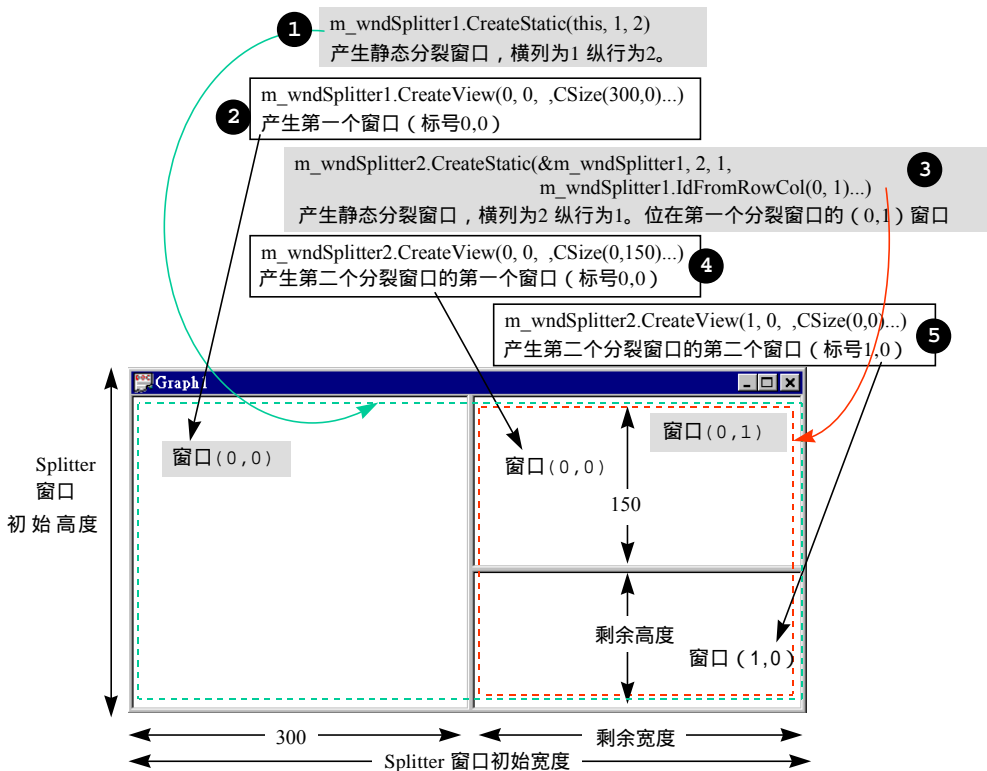 1
m_wndSplitter1.CreateStatic(this, 1, 2)
产生静态分裂窗口，横列为1 纵行为2。
2
m_wndSplitter1.CreateView(0, 0, ,CSize(300,0)...)
产生第一个窗口（标号0,0）
3
m_wndSplitter2.CreateStatic(&m_wndSplitter1, 2, 1,
m_wndSplitter1.IdFromRowCol(0, 1)...)
产生静态分裂窗口，横列为2 纵行为1。位在第一个分裂窗口的（0,1）窗口
4
m_wndSplitter2.CreateView(0, 0, ,CSize(0,150)...)
产生第二个分裂窗口的第一个窗口（标号0,0）
5
m_wndSplitter2.CreateView(1, 0, ,CSize(0,0)...)
产生第二个分裂窗口的第二个窗口（标号1,0）
Graph1
窗口(0,0)
窗口(0,1)
窗口(0,0)
150
Splitter
窗口
初始高度
剩余高度
窗口（1,0）
300
剩余宽度
Splitter 窗口初始宽度